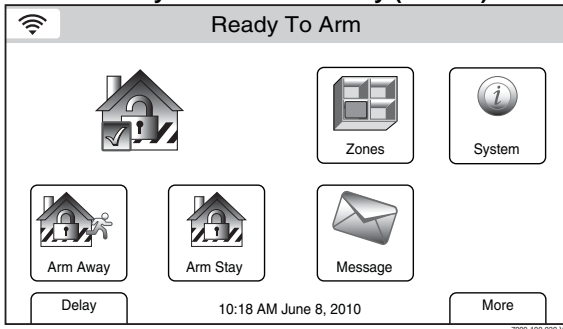 Ready To Arm
Zones
System
Arm Away
Arm Stay
Message
Delay
10:18 AM June 8, 2010
More